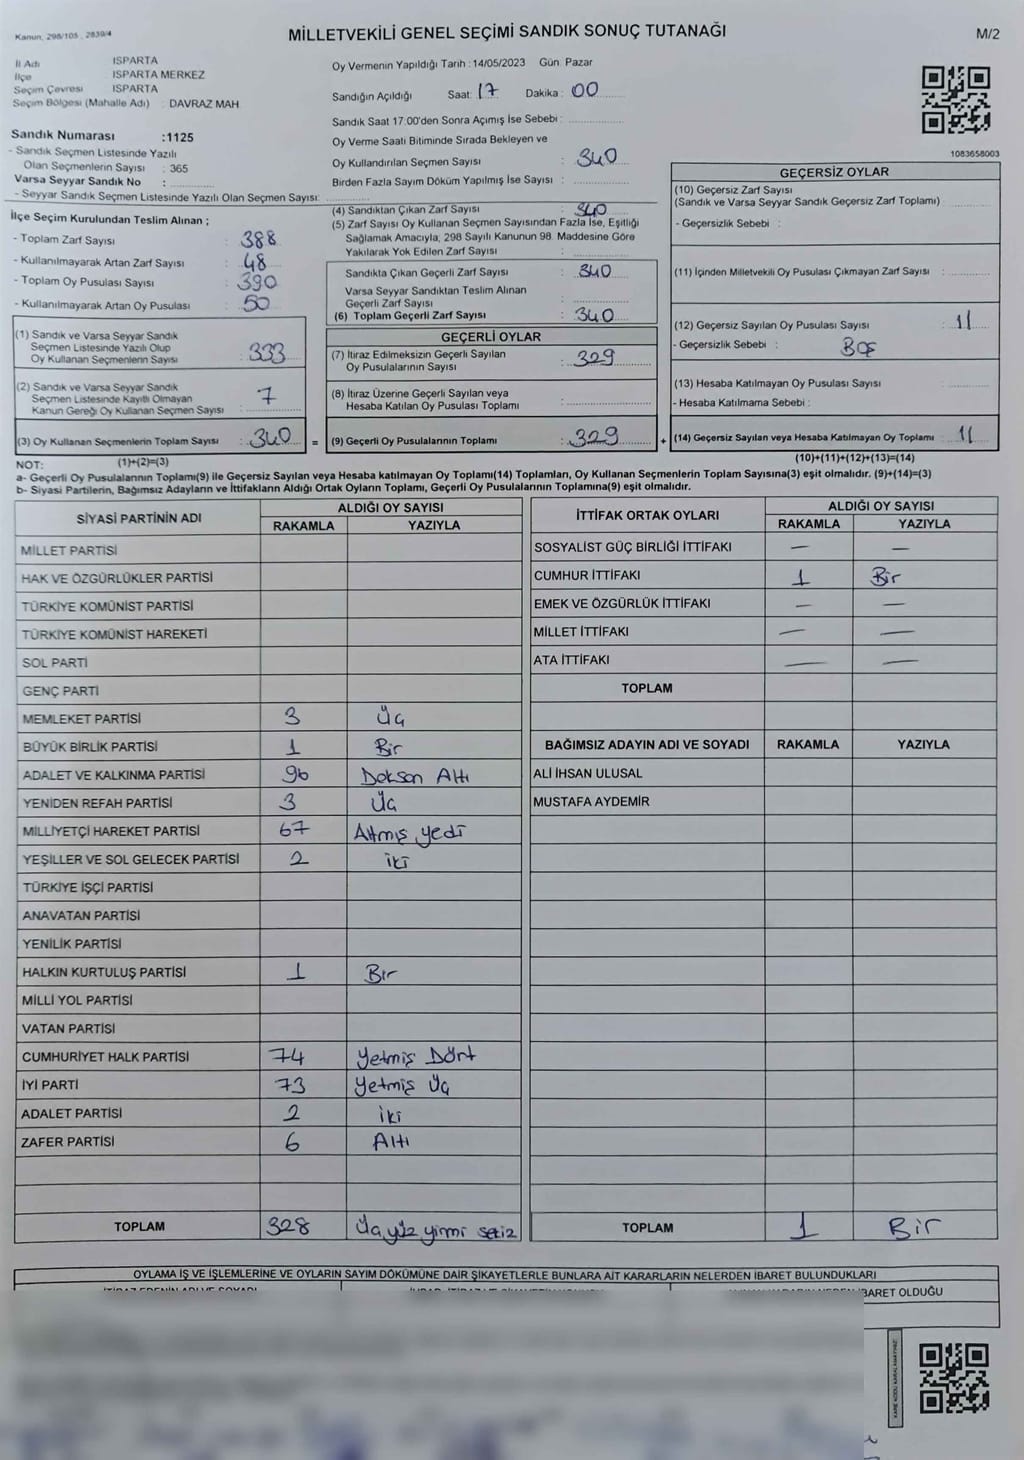 Kanun, 298/105 , 2839/4
MİLLETVEKİLİ GENEL SEÇİMİ SANDIK SONUÇ TUTANAĞI
M/2
İl Adı ISPARTA
İlçe ISPARTA MERKEZ
Seçim Çevresi ISPARTA
Seçim Bölgesi (Mahalle Adı) : DAVRAZ MAH.
Sandık Numarası :1125
- Sandık Seçmen Listesinde Yazılı
Olan Seçmenlerin Sayısı : 365
Varsa Seyyar Sandık No :
- Seyyar Sandık Seçmen Listesinde Yazılı Olan Seçmen Sayısı:
Oy Vermenin Yapıldığı Tarih : 14/05/2023 Gün: Pazar
Sandığın Açıldığı Saat: 17 Dakika : 00
Sandık Saat 17:00'den Sonra Açımış İse Sebebi :
Oy Verme Saati Bitiminde Sırada Bekleyen ve
Oy Kullandırılan Seçmen Sayısı : 340
Birden Fazla Sayım Döküm Yapılmış İse Sayısı :
1083658003
İlçe Seçim Kurulundan Teslim Alınan ;
- Toplam Zarf Sayısı : 388
- Kullanılmayarak Artan Zarf Sayısı : 48
- Toplam Oy Pusulası Sayısı : 390
- Kullanılmayarak Artan Oy Pusulası : 50
(1) Sandık ve Varsa Seyyar Sandık
Seçmen Listesinde Yazılı Olup
Oy Kullanan Seçmenlerin Sayısı : 333
(2) Sandık ve Varsa Seyyar Sandık
Seçmen Listesinde Kayıtlı Olmayan
Kanun Gereği Oy Kullanan Seçmen Sayısı : 7
(3) Oy Kullanan Seçmenlerin Toplam Sayısı : 340 =
(1)+(2)=(3)
(4) Sandıktan Çıkan Zarf Sayısı : 340
(5) Zarf Sayısı Oy Kullanan Seçmen Sayısından Fazla İse, Eşitliği
Sağlamak Amacıyla, 298 Sayılı Kanunun 98. Maddesine Göre
Yakılarak Yok Edilen Zarf Sayısı :
Sandıkta Çıkan Geçerli Zarf Sayısı : 340
Varsa Seyyar Sandıktan Teslim Alınan
Geçerli Zarf Sayısı :
(6) Toplam Geçerli Zarf Sayısı : 340
GEÇERLİ OYLAR
(7) İtiraz Edilmeksizin Geçerli Sayılan
Oy Pusulalarının Sayısı : 329
(8) İtiraz Üzerine Geçerli Sayılan veya
Hesaba Katılan Oy Pusulası Toplamı :
(9) Geçerli Oy Pusulalarının Toplamı : 329 +
GEÇERSİZ OYLAR
(10) Geçersiz Zarf Sayısı
(Sandık ve Varsa Seyyar Sandık Geçersiz Zarf Toplamı) :
- Geçersizlik Sebebi :
(11) İçinden Milletvekili Oy Pusulası Çıkmayan Zarf Sayısı :
(12) Geçersiz Sayılan Oy Pusulası Sayısı : 11
- Geçersizlik Sebebi : BOŞ
(13) Hesaba Katılmayan Oy Pusulası Sayısı :
- Hesaba Katılmama Sebebi :
(14) Geçersiz Sayılan veya Hesaba Katılmayan Oy Toplamı : 11
(10)+(11)+(12)+(13)=(14)
NOT:
a- Geçerli Oy Pusulalarının Toplamı(9) ile Geçersiz Sayılan veya Hesaba katılmayan Oy Toplamı(14) Toplamları, Oy Kullanan Seçmenlerin Toplam Sayısına(3) eşit olmalıdır. (9)+(14)=(3)
b- Siyasi Partilerin, Bağımsız Adayların ve İttifakların Aldığı Ortak Oyların Toplamı, Geçerli Oy Pusulalarının Toplamına(9) eşit olmalıdır.
SİYASİ PARTİNİN ADI ALDIĞI OY SAYISI
RAKAMLA YAZIYLA
MİLLET PARTİSİ
HAK VE ÖZGÜRLÜKLER PARTİSİ
TÜRKİYE KOMÜNİST PARTİSİ
TÜRKİYE KOMÜNİST HAREKETİ
SOL PARTİ
GENÇ PARTİ
MEMLEKET PARTİSİ 3 Üç
BÜYÜK BİRLİK PARTİSİ 1 Bir
ADALET VE KALKINMA PARTİSİ 96 Doksan Altı
YENİDEN REFAH PARTİSİ 3 Üç
MİLLİYETÇİ HAREKET PARTİSİ 67 Altmış yedi
YEŞİLLER VE SOL GELECEK PARTİSİ 2 iki
TÜRKİYE İŞÇİ PARTİSİ
ANAVATAN PARTİSİ
YENİLİK PARTİSİ
HALKIN KURTULUŞ PARTİSİ 1 Bir
MİLLİ YOL PARTİSİ
VATAN PARTİSİ
CUMHURİYET HALK PARTİSİ 74 Yetmiş Dört
İYİ PARTİ 73 Yetmiş Üç
ADALET PARTİSİ 2 iki
ZAFER PARTİSİ 6 Altı
TOPLAM 328 Üçyüz yirmi sekiz
İTTİFAK ORTAK OYLARI ALDIĞI OY SAYISI
RAKAMLA YAZIYLA
SOSYALİST GÜÇ BİRLİĞİ İTTİFAKI — —
CUMHUR İTTİFAKI 1 Bir
EMEK VE ÖZGÜRLÜK İTTİFAKI — —
MİLLET İTTİFAKI — —
ATA İTTİFAKI — —
TOPLAM
BAĞIMSIZ ADAYIN ADI VE SOYADI RAKAMLA YAZIYLA
ALİ İHSAN ULUSAL
MUSTAFA AYDEMİR
TOPLAM 1 Bir
OYLAMA İŞ VE İŞLEMLERİNE VE OYLARIN SAYIM DÖKÜMÜNE DAİR ŞİKAYETLERLE BUNLARA AİT KARARLARIN NELERDEN İBARET BULUNDUKLARI
İBARET OLDUĞU